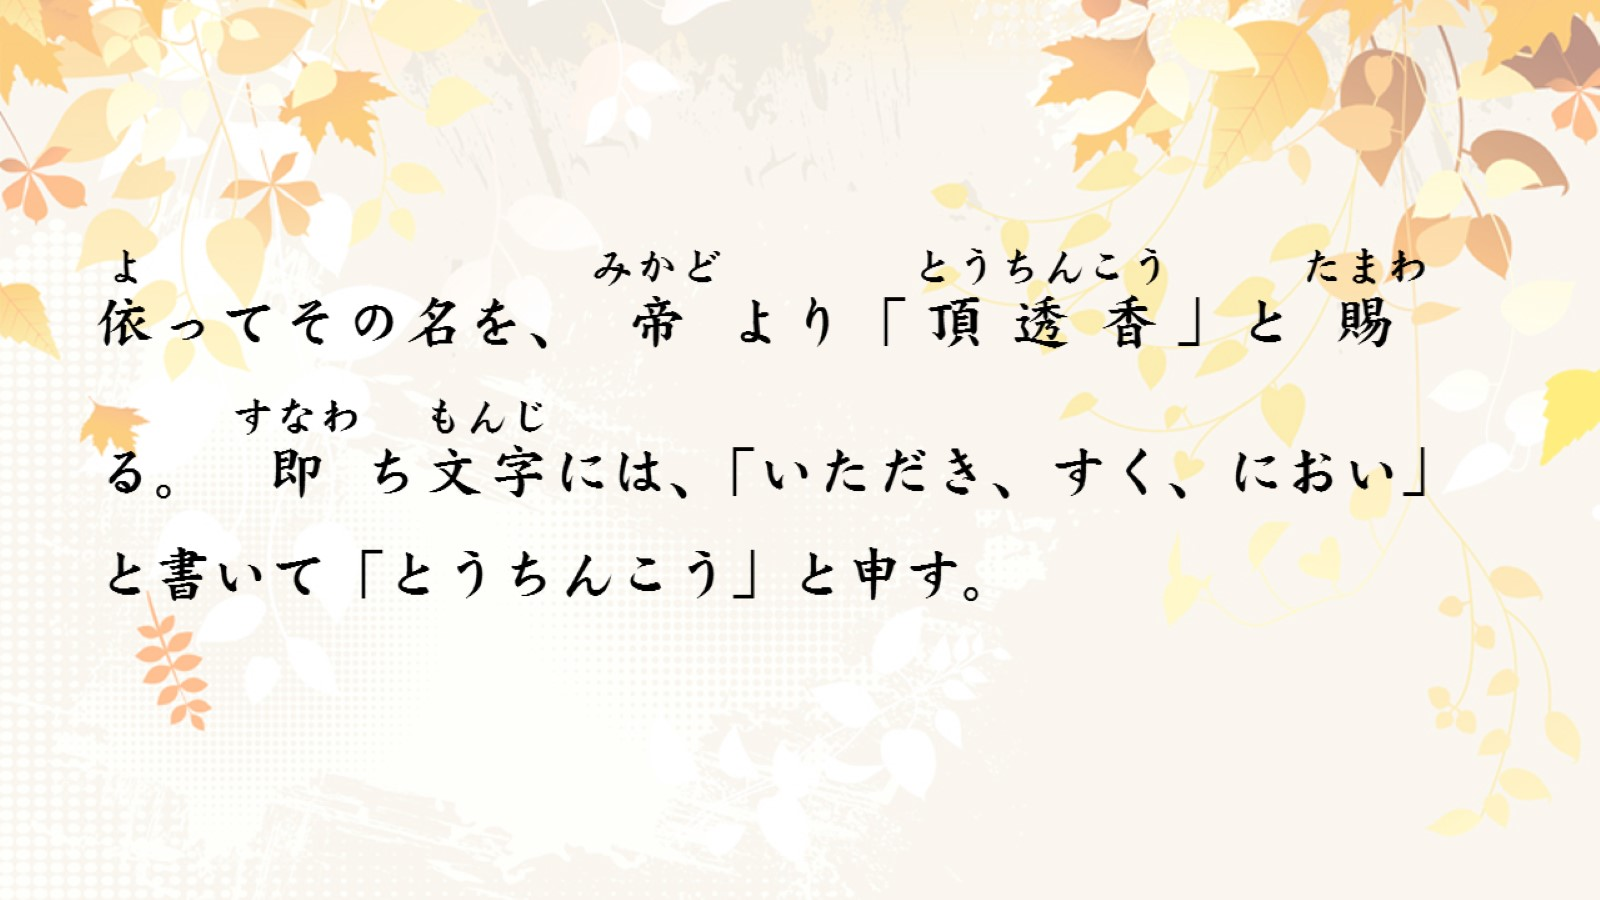 よ みかど とうちんこう たまわ
依ってその名を、帝より「頂透香」と賜
すなわ もんじ
る。即ち文字には、「いただき、すく、におい」
と書いて「とうちんこう」と申す。